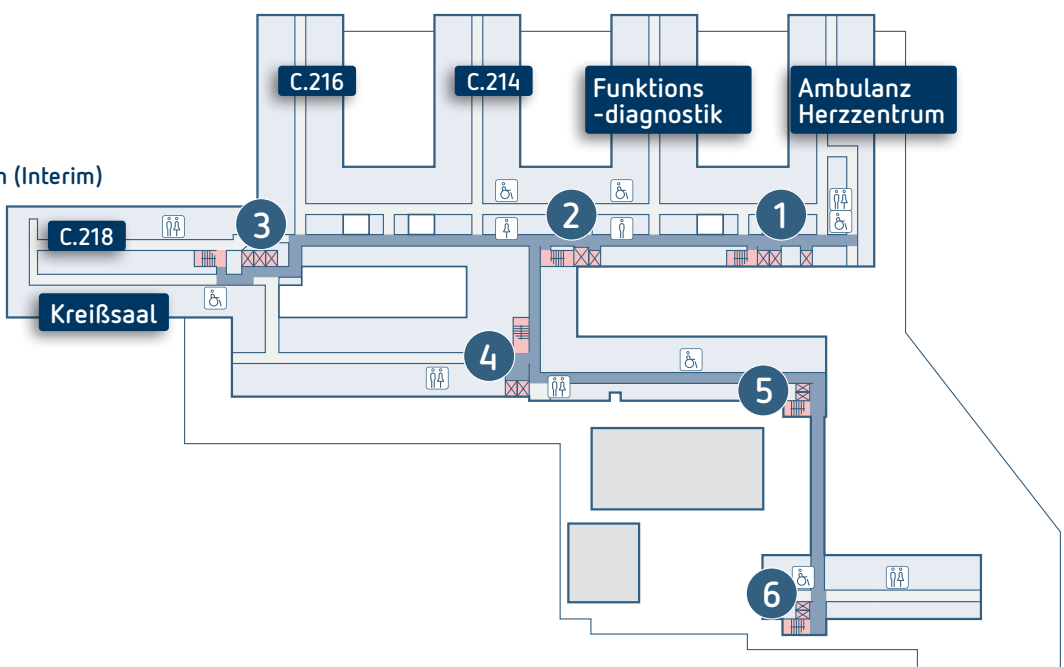 C.216
C.214
Funktions
-diagnostik
Ambulanz
Herzzentrum
(Interim)
3
2
1
C.218
Kreißsaal
4
5
6